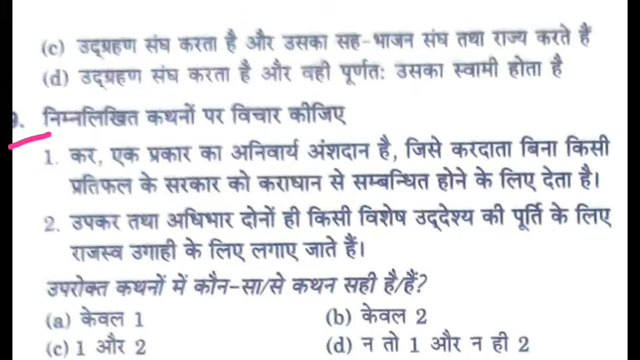 (c) उद्ग्रहण संघ करता है और उसका सह-भाजन संघ तथा राज्य करते हैं
(d) उद्ग्रहण संघ करता है और वही पूर्णतः उसका स्वामी होता है
9. निम्नलिखित कथनों पर विचार कीजिए
1. कर, एक प्रकार का अनिवार्य अंशदान है, जिसे करदाता बिना किसी
प्रतिफल के सरकार को कराधान से सम्बन्धित होने के लिए देता है।
2. उपकर तथा अधिभार दोनों ही किसी विशेष उद्देश्य की पूर्ति के लिए
राजस्व उगाही के लिए लगाए जाते हैं।
उपरोक्त कथनों में कौन-सा/से कथन सही है/हैं?
(a) केवल 1 (b) केवल 2
(c) 1 और 2 (d) न तो 1 और न ही 2